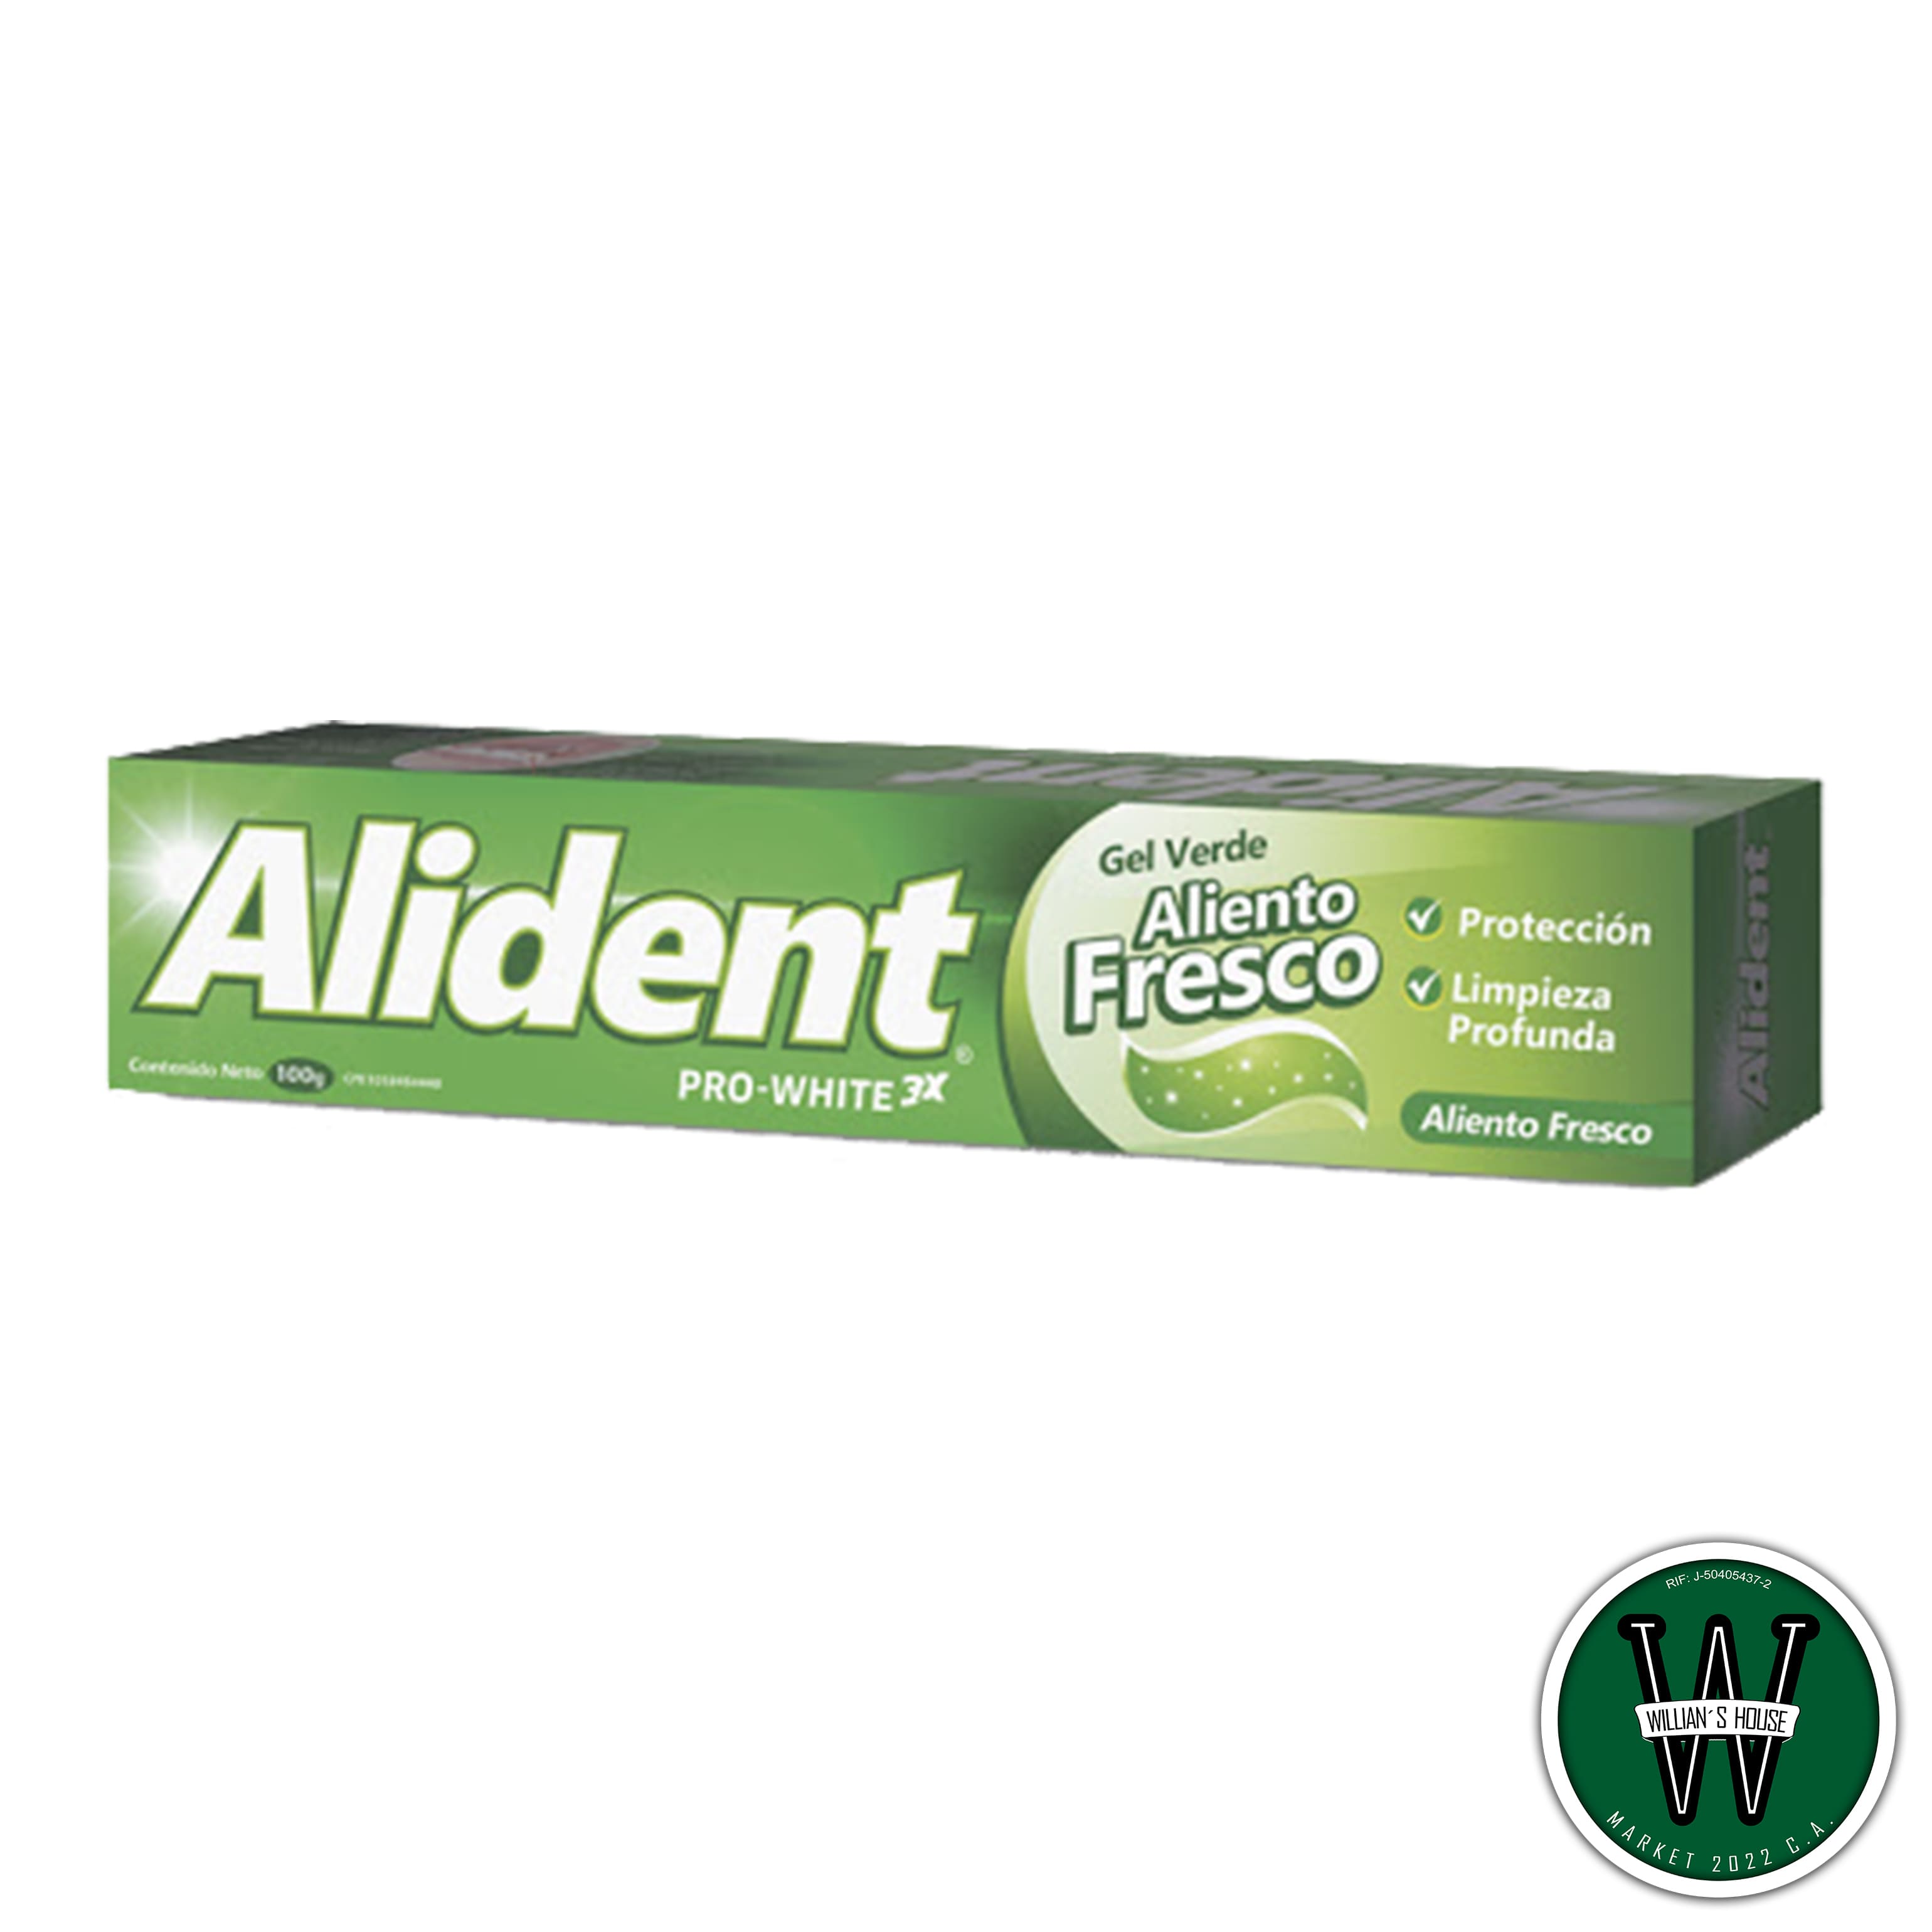 Alident
Alident
®
PRO-WHITE 3X
Contenido Neto 100g
Gel Verde
Aliento
Fresco
Protección
Limpieza
Profunda
Aliento Fresco
Alident
RIF: J-50405437-2
W
WILLIAN´S HOUSE
MARKET 2022 C.A.